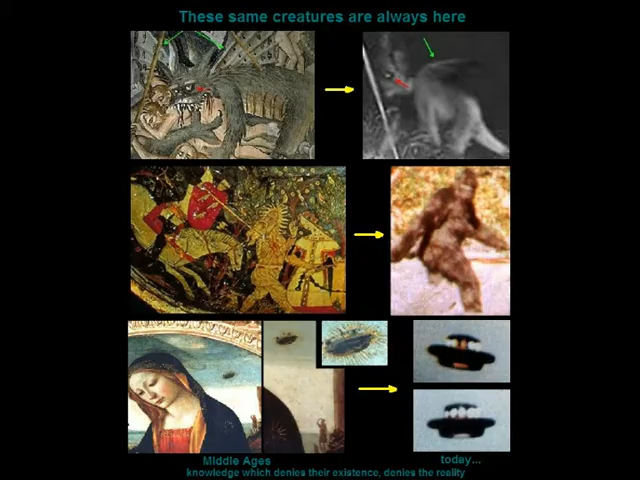 These same creatures are always here
Middle Ages
today...
knowledge which denies their existence, denies the reality